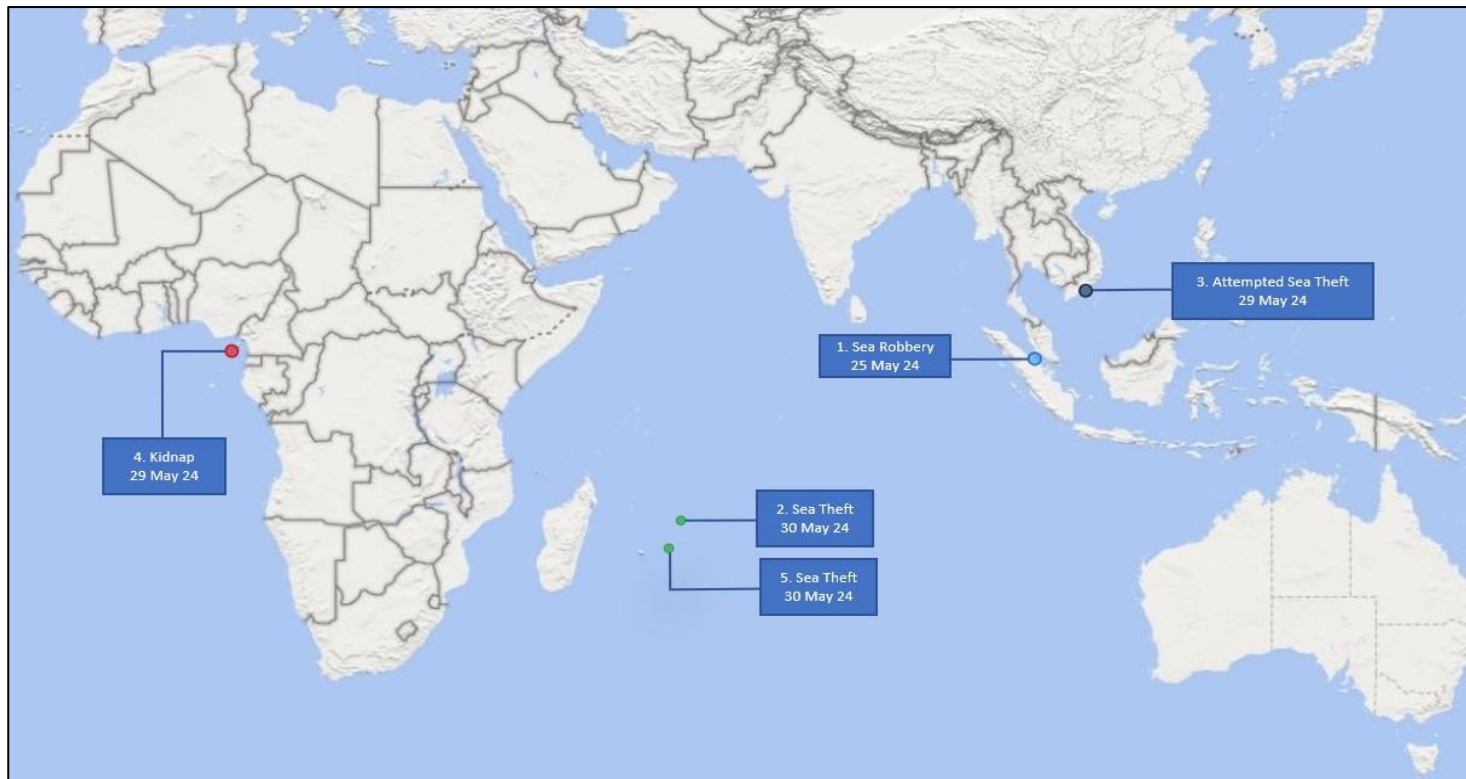 3. Attempted Sea Theft
29 May 24
1. Sea Robbery
25 May 24
4. Kidnap
29 May 24
2. Sea Theft
30 May 24
5. Sea Theft
30 May 24